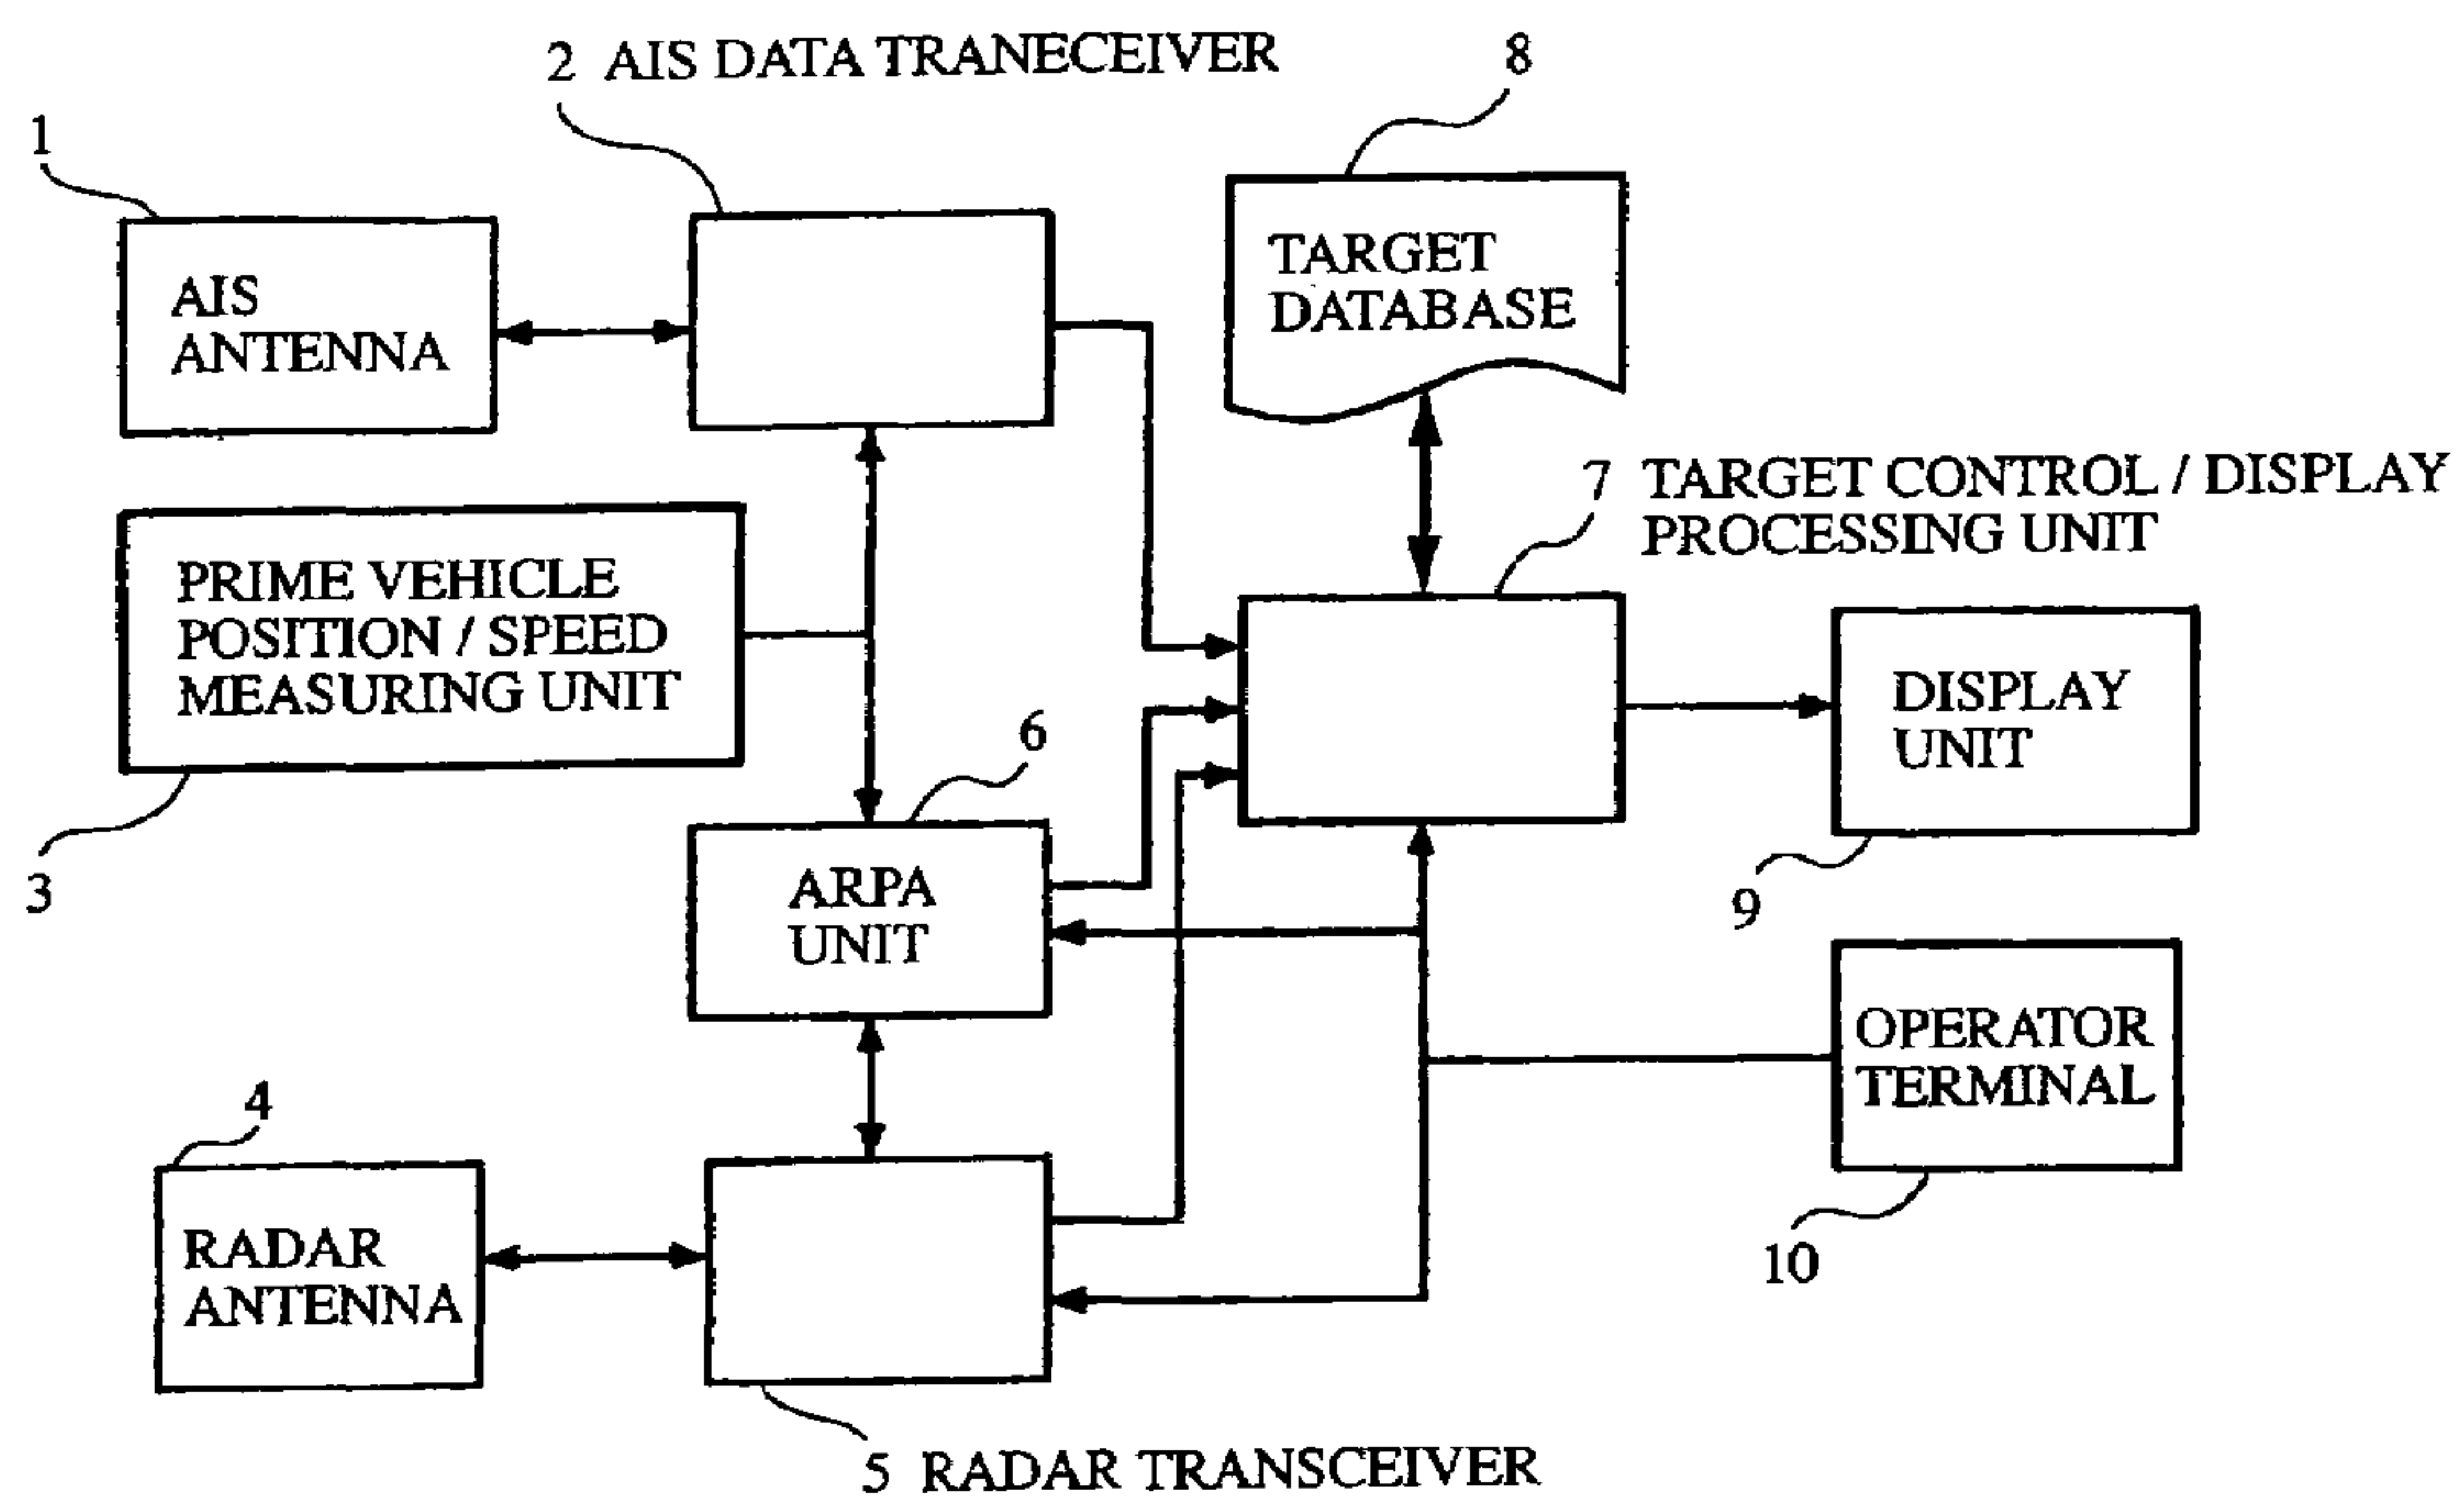 2 AIS DATA TRANECEIVER
8
1
AIS
ANTENNA
TARGET
DATABASE
7 TARGET CONTROL / DISPLAY
PROCESSING UNIT
PRIME VEHICLE
POSITION / SPEED
MEASURING UNIT
3
6
ARPA
UNIT
DISPLAY
UNIT
9
OPERATOR
TERMINAL
10
4
RADAR
ANTENNA
5 RADAR TRANSCEIVER